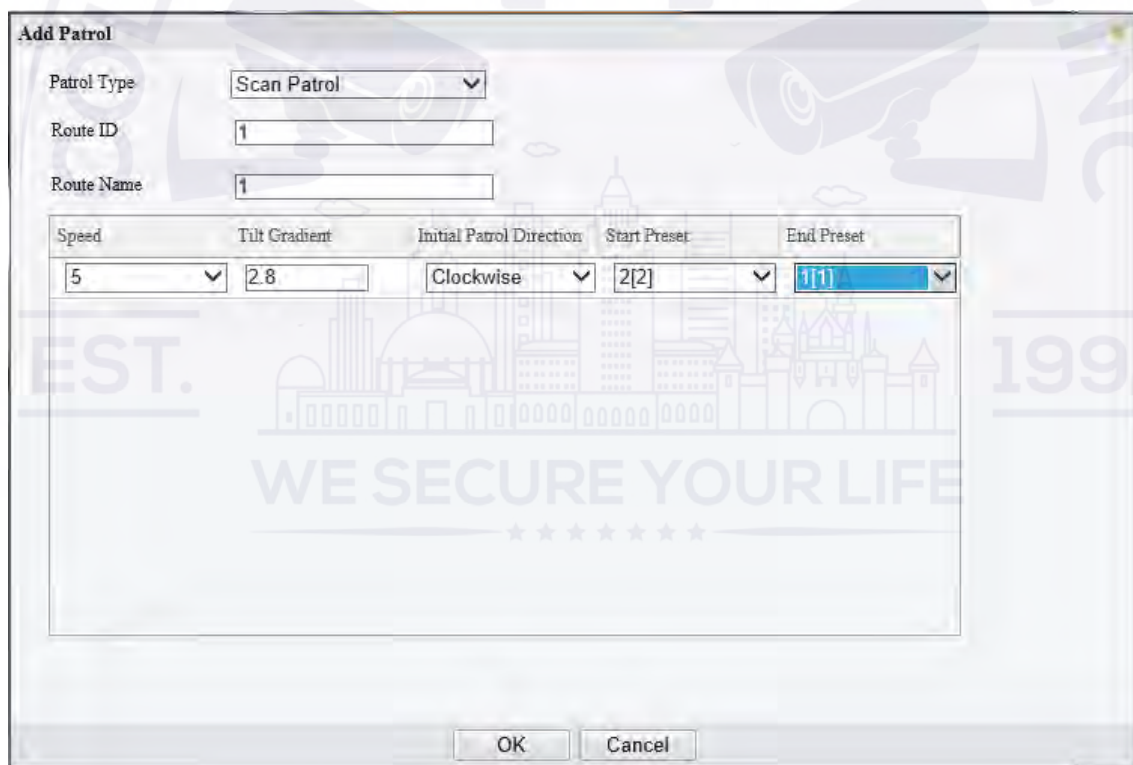 Add Patrol
Patrol Type Scan Patrol
Route ID 1
Route Name 1
Speed Tilt Gradient Initial Patrol Direction Start Preset End Preset
5 2.8 Clockwise 2[2] 1[1]
EST. 199
WE SECURE YOUR LIFE
OK Cancel